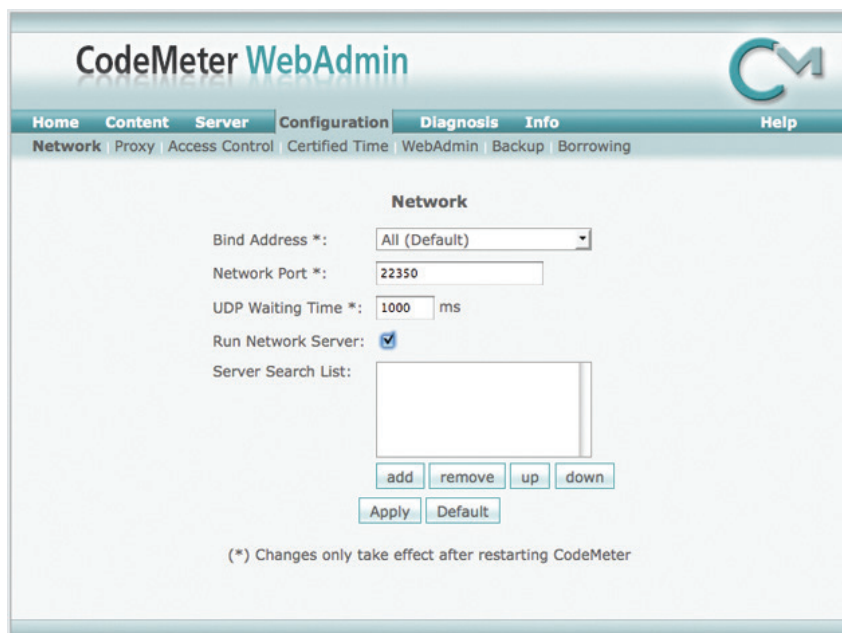 CodeMeter WebAdmin
CM
Home Content Server Configuration Diagnosis Info Help
Network | Proxy | Access Control | Certified Time | WebAdmin | Backup | Borrowing
Network
Bind Address *: All (Default)
Network Port *: 22350
UDP Waiting Time *: 1000 ms
Run Network Server:
Server Search List:
add remove up down
Apply Default
(*) Changes only take effect after restarting CodeMeter